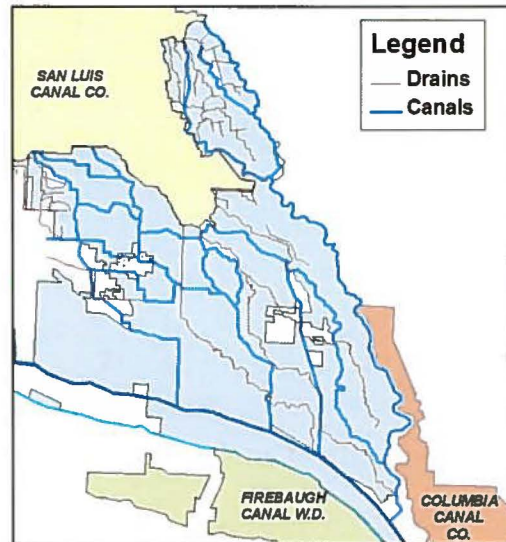 SAN LUIS
CANAL CO.
Legend
Drains
Canals
FIREBAUGH
CANAL W.D.
COLUMBIA
CANAL
CO.